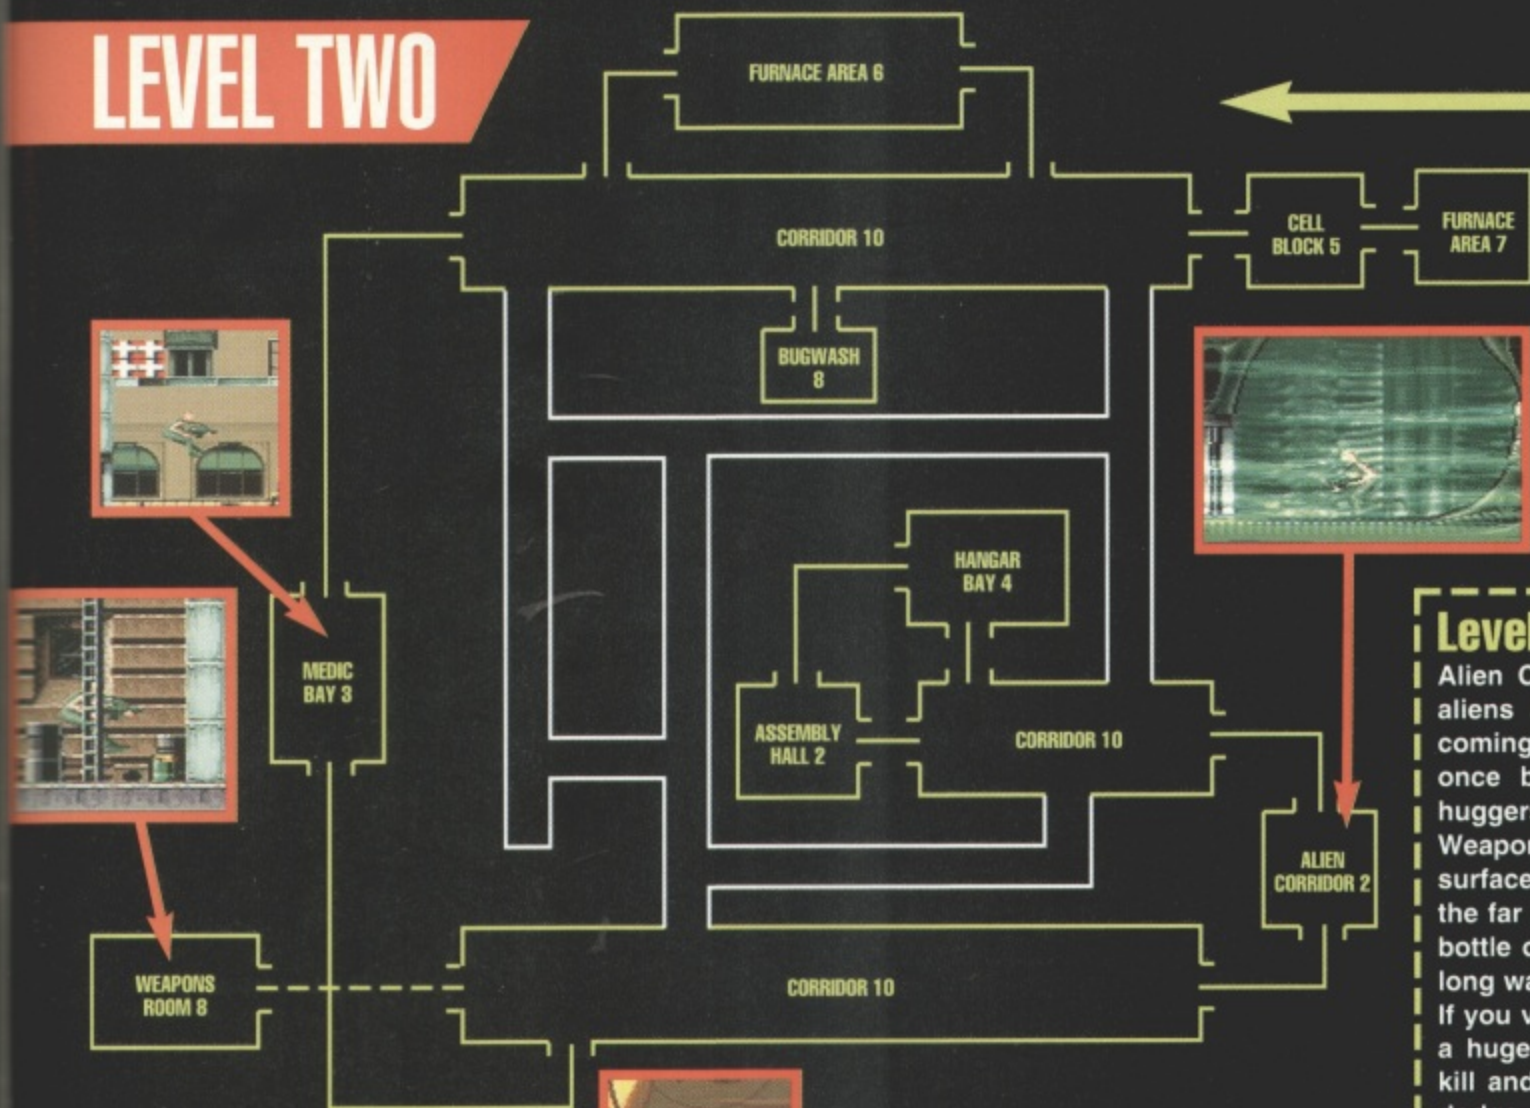 LEVEL TWO
FURNACE AREA 6
CORRIDOR 10
CELL
BLOCK 5
FURNACE
AREA 7
BUGWASH
8
HANGAR
BAY 4
MEDIC
BAY 3
ASSEMBLY
HALL 2
CORRIDOR 10
ALIEN
CORRIDOR 2
WEAPONS
ROOM 8
CORRIDOR 10
Level
Alien
aliens
coming
once
hugger
Weapon
surface
the far
bottle
long
If you
a huge
kill and